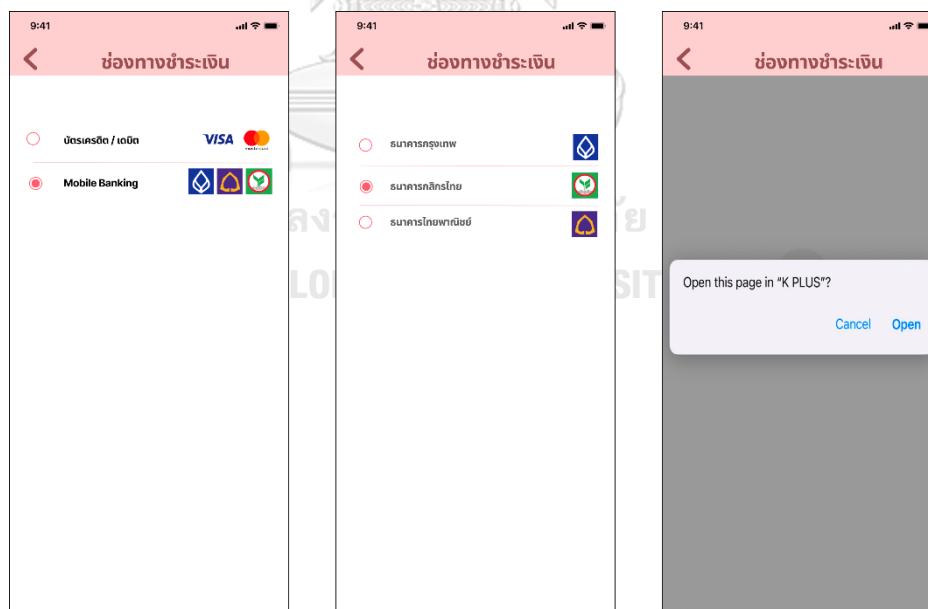 9:41
ช่องทางชำระเงิน
บัตรเครดิต / เดบิต
VISA
Mobile Banking
9:41
ช่องทางชำระเงิน
ธนาคารกรุงเทพ
ธนาคารกสิกรไทย
ธนาคารไทยพาณิชย์
9:41
ช่องทางชำระเงิน
Open this page in “K PLUS”?
Cancel
Open